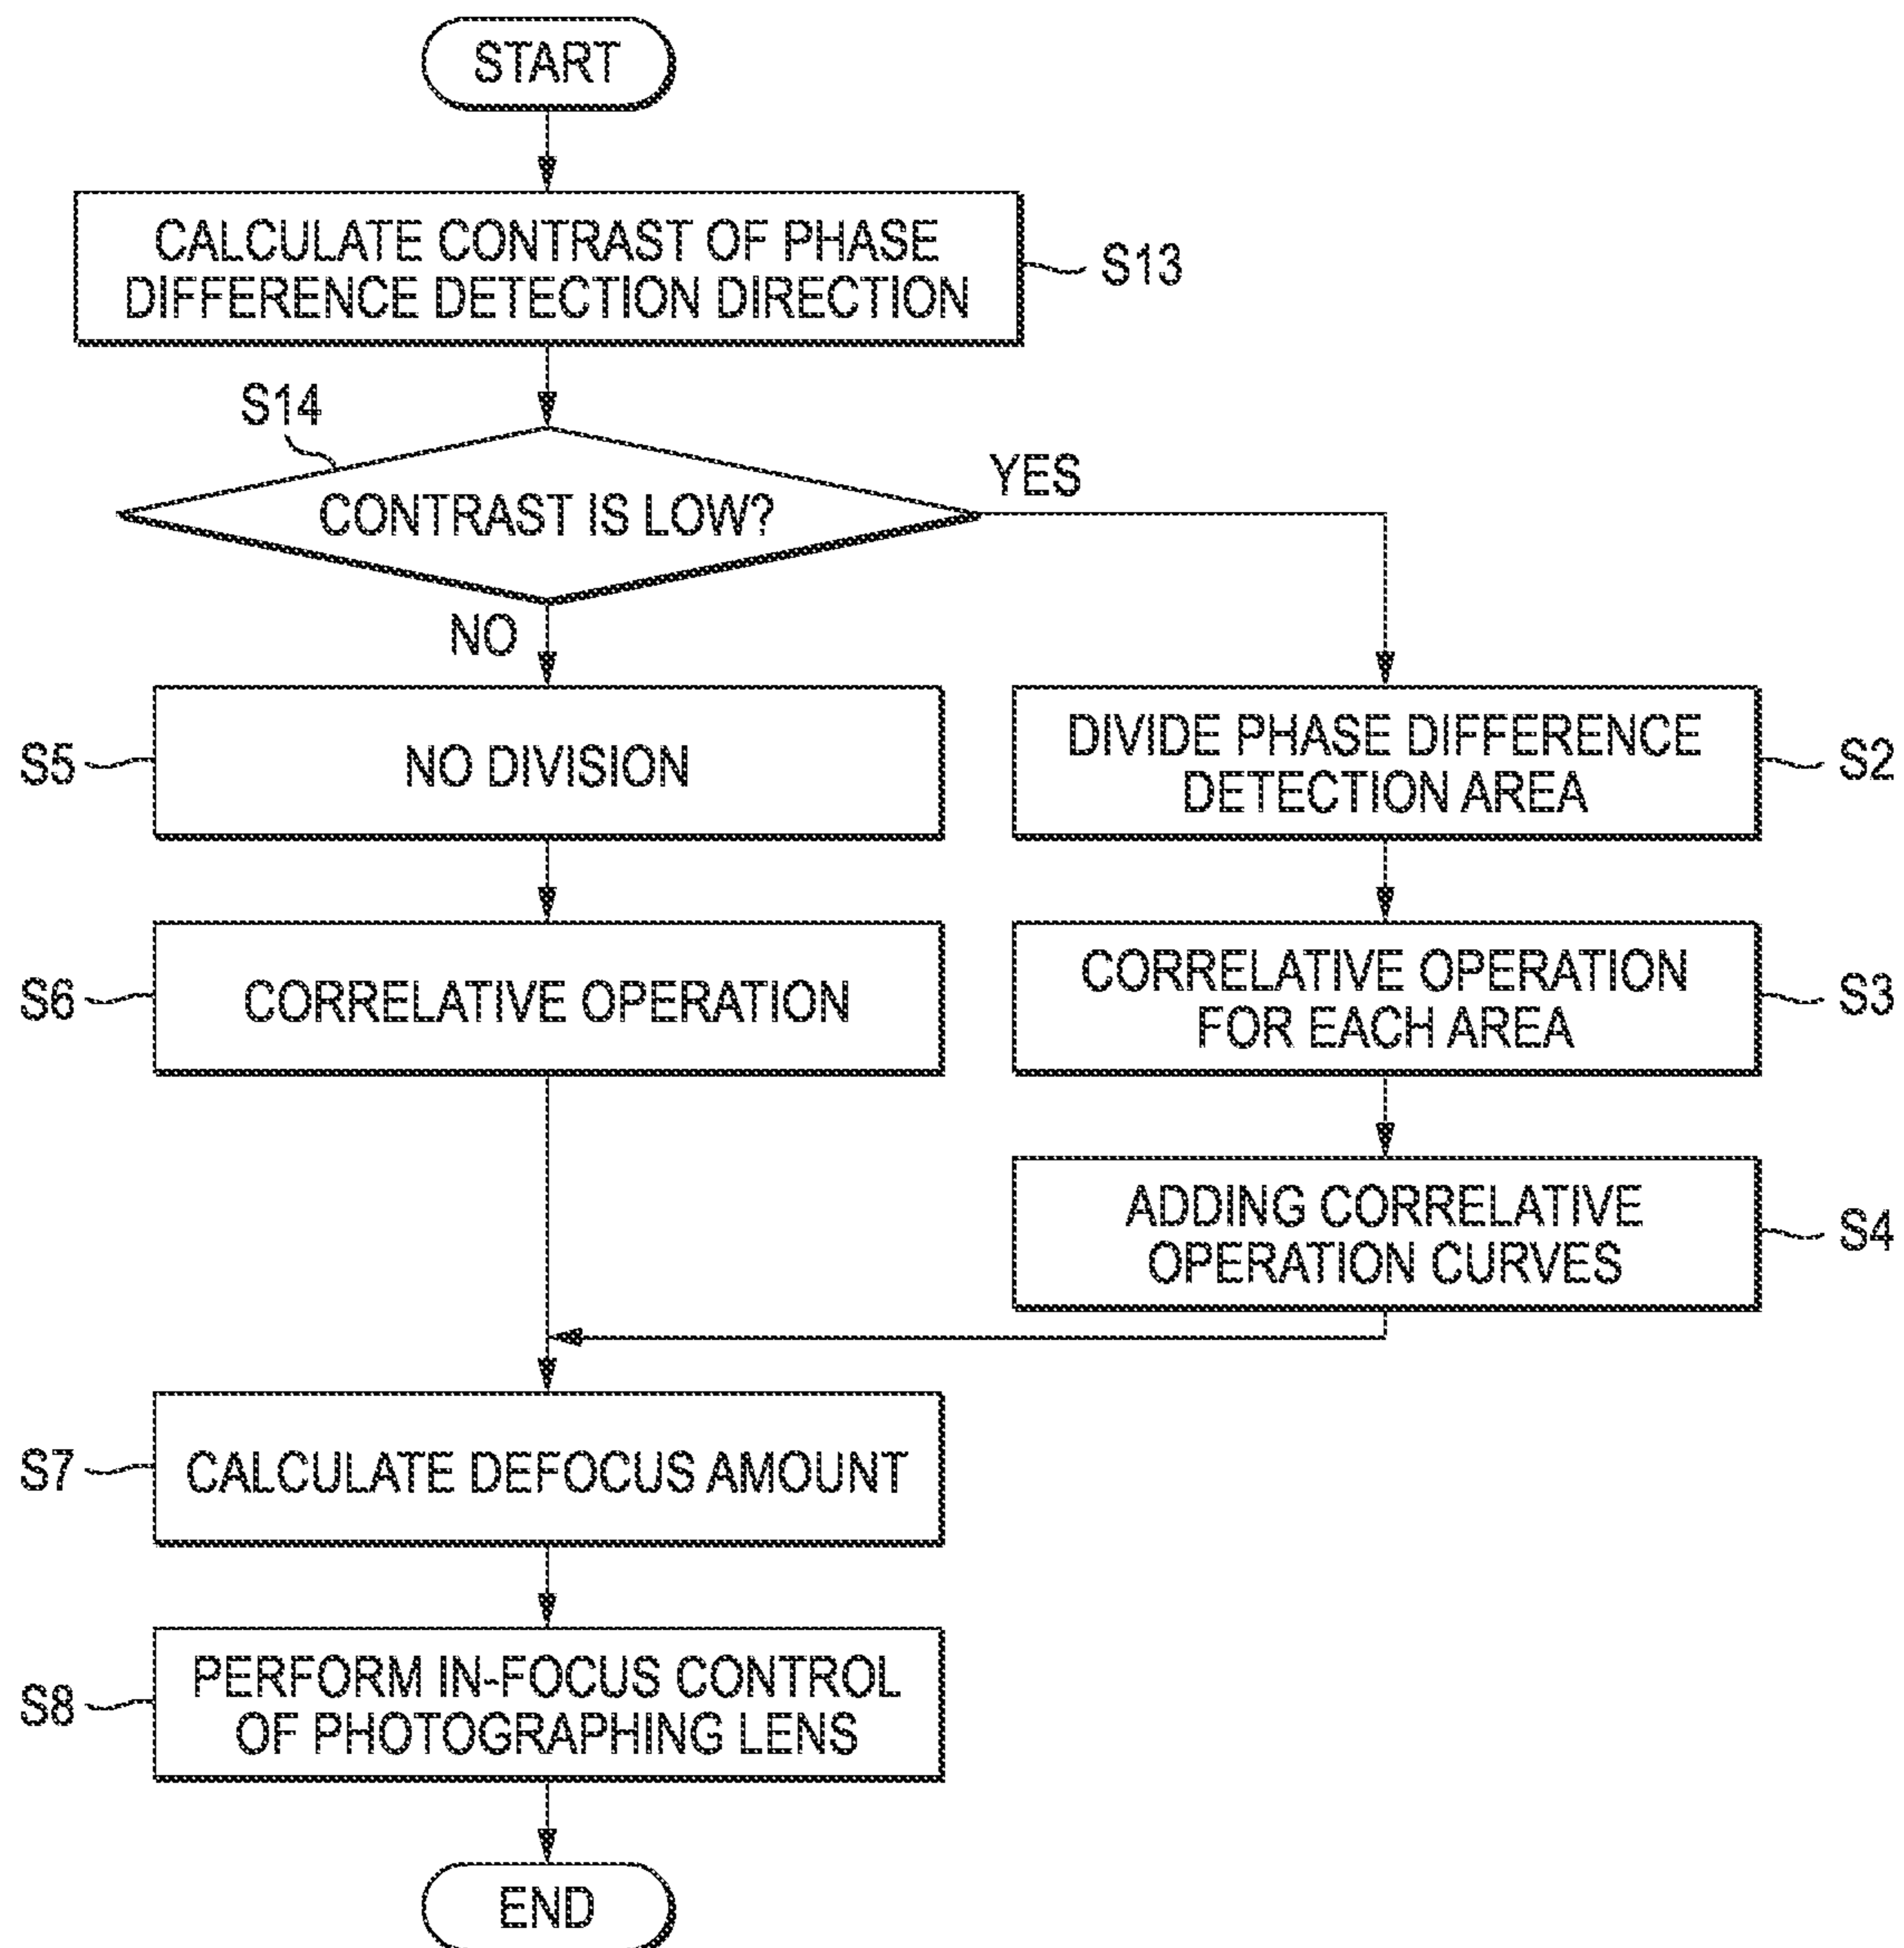 START
CALCULATE CONTRAST OF PHASE
DIFFERENCE DETECTION DIRECTION
S13
S14
CONTRAST IS LOW?
YES
NO
S5
NO DIVISION
DIVIDE PHASE DIFFERENCE
DETECTION AREA
S2
S6
CORRELATIVE OPERATION
CORRELATIVE OPERATION
FOR EACH AREA
S3
ADDING CORRELATIVE
OPERATION CURVES
S4
S7
CALCULATE DEFOCUS AMOUNT
S8
PERFORM IN-FOCUS CONTROL
OF PHOTOGRAPHING LENS
END